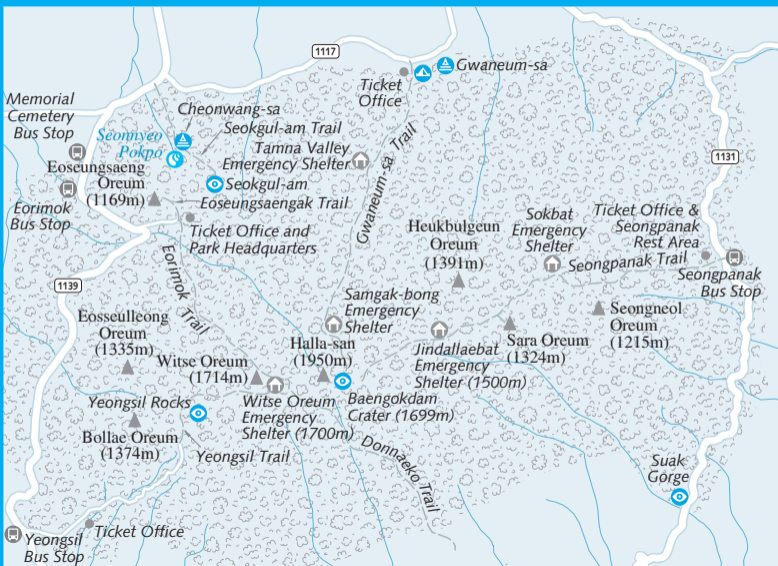 1117
Gwaneum-sa
Ticket
Office
Memorial
Cemetery
Bus Stop
Cheonwang-sa
Seonnyeo
Pokpo
Seokgul-am Trail
Tamna Valley
Emergency Shelter
Gwaneum-sa Trail
1131
Eoseungsaeng
Oreum
(1169m)
Seokgul-am
Eoseungsaengak Trail
Eorimok
Bus Stop
Ticket Office and
Park Headquarters
Heukbulgeun
Oreum
(1391m)
Sokbat
Emergency
Shelter
Ticket Office &
Seongpanak
Rest Area
Seongpanak Trail
Seongpanak
Bus Stop
Eorimok Trail
1139
Eosseulleong
Oreum
(1335m)
Samgak-bong
Emergency
Shelter
Seongneol
Oreum
(1215m)
Halla-san
(1950m)
Sara Oreum
(1324m)
Jindallaebat
Emergency
Shelter (1500m)
Witse Oreum
(1714m)
Yeongsil Rocks
Witse Oreum
Emergency
Shelter (1700m)
Baengokdam
Crater (1699m)
Bollae Oreum
(1374m)
Yeongsil Trail
Donnaeko Trail
Suak
Gorge
Ticket Office
Yeongsil
Bus Stop